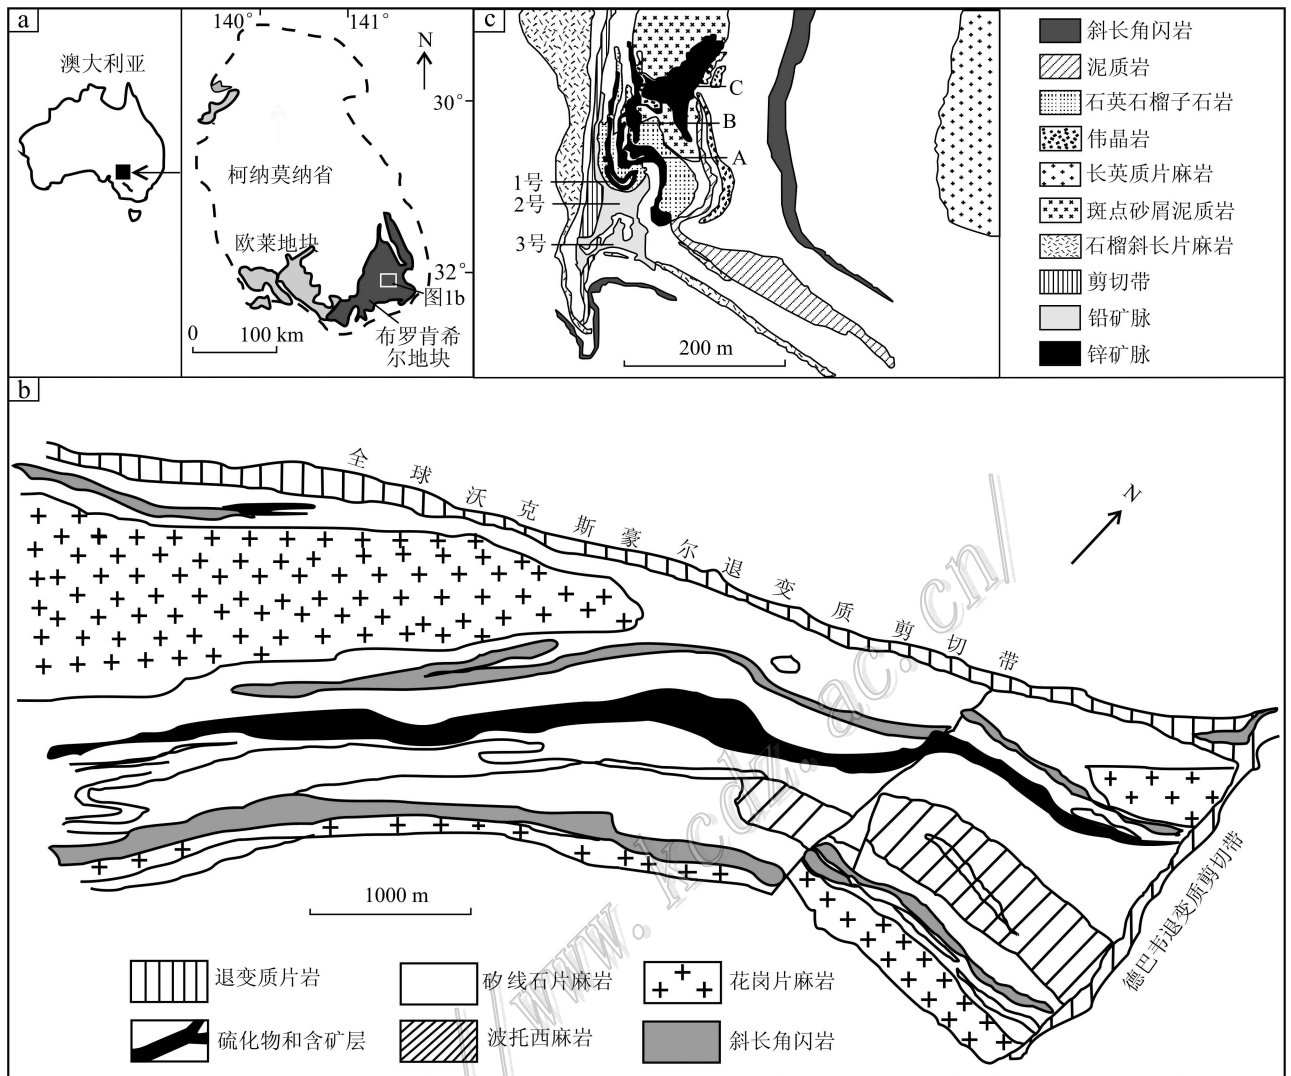 a
140°
141°
N
澳大利亚
30°
柯纳莫纳省
欧莱地块
32°
图1b
布罗肯希
尔地块
0
100 km
c
C
B
A
1号
2号
3号
200 m
斜长角闪岩
泥质岩
石英石榴子石岩
伟晶岩
长英质片麻岩
斑点砂屑泥质岩
石榴斜长片麻岩
剪切带
铅矿脉
锌矿脉
b
全球沃克斯豪尔退变质剪切带
N
德巴韦退变质剪切带
1000 m
退变质片岩
矽线石片麻岩
花岗片麻岩
硫化物和含矿层
波托西麻岩
斜长角闪岩
//www.kcdz.ac.cn/